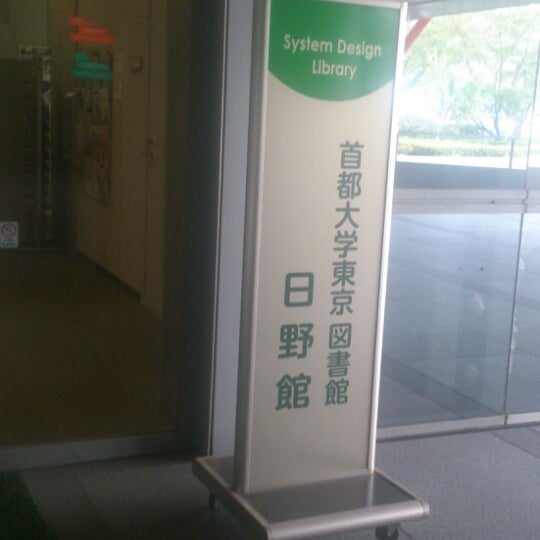 System Design
Library
首都大学東京 図書館
日野館